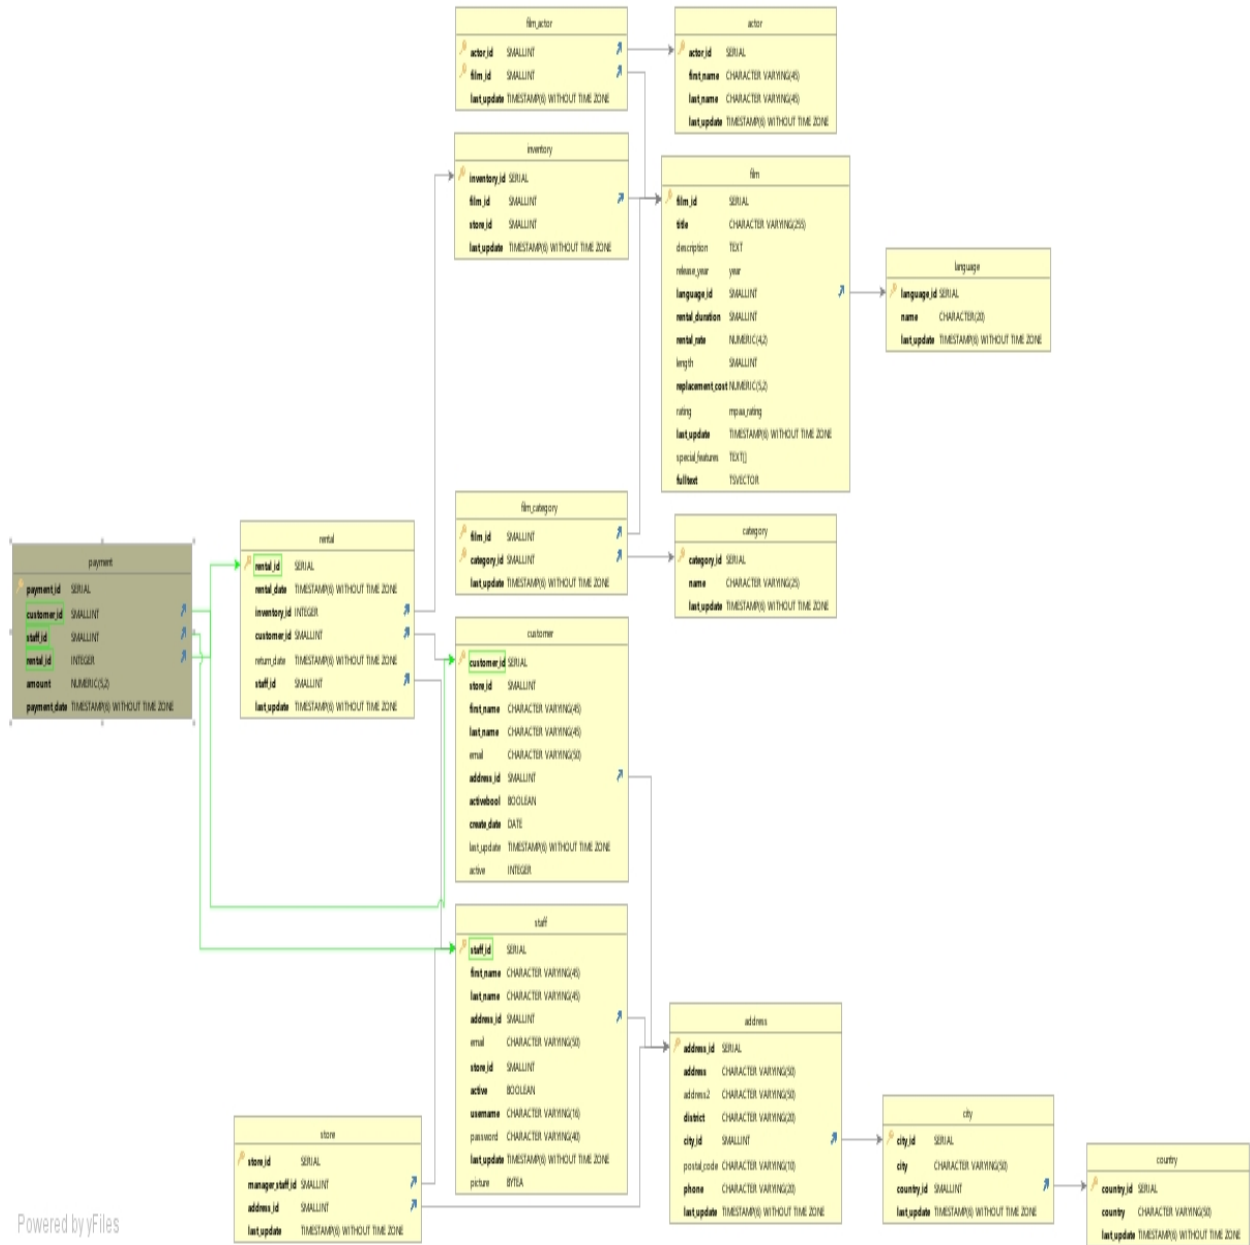 film_actor
actor_id SMALLINT
film_id SMALLINT
last_update TIMESTAMP(6) WITHOUT TIME ZONE
actor
actor_id SERIAL
first_name CHARACTER VARYING(45)
last_name CHARACTER VARYING(45)
last_update TIMESTAMP(6) WITHOUT TIME ZONE
inventory
inventory_id SERIAL
film_id SMALLINT
store_id SMALLINT
last_update TIMESTAMP(6) WITHOUT TIME ZONE
film
film_id SERIAL
title CHARACTER VARYING(255)
description TEXT
release_year year
language_id SMALLINT
rental_duration SMALLINT
rental_rate NUMERIC(4,2)
length SMALLINT
replacement_cost NUMERIC(5,2)
rating mpaa_rating
last_update TIMESTAMP(6) WITHOUT TIME ZONE
special_features TEXT[]
fulltext TSVECTOR
language
language_id SERIAL
name CHARACTER(20)
last_update TIMESTAMP(6) WITHOUT TIME ZONE
film_category
film_id SMALLINT
category_id SMALLINT
last_update TIMESTAMP(6) WITHOUT TIME ZONE
category
category_id SERIAL
name CHARACTER VARYING(25)
last_update TIMESTAMP(6) WITHOUT TIME ZONE
payment
payment_id SERIAL
customer_id SMALLINT
staff_id SMALLINT
rental_id INTEGER
amount NUMERIC(5,2)
payment_date TIMESTAMP(6) WITHOUT TIME ZONE
rental
rental_id SERIAL
rental_date TIMESTAMP(6) WITHOUT TIME ZONE
inventory_id INTEGER
customer_id SMALLINT
return_date TIMESTAMP(6) WITHOUT TIME ZONE
staff_id SMALLINT
last_update TIMESTAMP(6) WITHOUT TIME ZONE
customer
customer_id SERIAL
store_id SMALLINT
first_name CHARACTER VARYING(45)
last_name CHARACTER VARYING(45)
email CHARACTER VARYING(50)
address_id SMALLINT
activebool BOOLEAN
create_date DATE
last_update TIMESTAMP(6) WITHOUT TIME ZONE
active INTEGER
staff
staff_id SERIAL
first_name CHARACTER VARYING(45)
last_name CHARACTER VARYING(45)
address_id SMALLINT
email CHARACTER VARYING(50)
store_id SMALLINT
active BOOLEAN
username CHARACTER VARYING(16)
password CHARACTER VARYING(40)
last_update TIMESTAMP(6) WITHOUT TIME ZONE
picture BYTEA
address
address_id SERIAL
address CHARACTER VARYING(50)
address2 CHARACTER VARYING(50)
district CHARACTER VARYING(20)
city_id SMALLINT
postal_code CHARACTER VARYING(10)
phone CHARACTER VARYING(20)
last_update TIMESTAMP(6) WITHOUT TIME ZONE
city
city_id SERIAL
city CHARACTER VARYING(50)
country_id SMALLINT
last_update TIMESTAMP(6) WITHOUT TIME ZONE
country
country_id SERIAL
country CHARACTER VARYING(50)
last_update TIMESTAMP(6) WITHOUT TIME ZONE
store
store_id SERIAL
manager_staff_id SMALLINT
address_id SMALLINT
last_update TIMESTAMP(6) WITHOUT TIME ZONE
Powered by yFiles